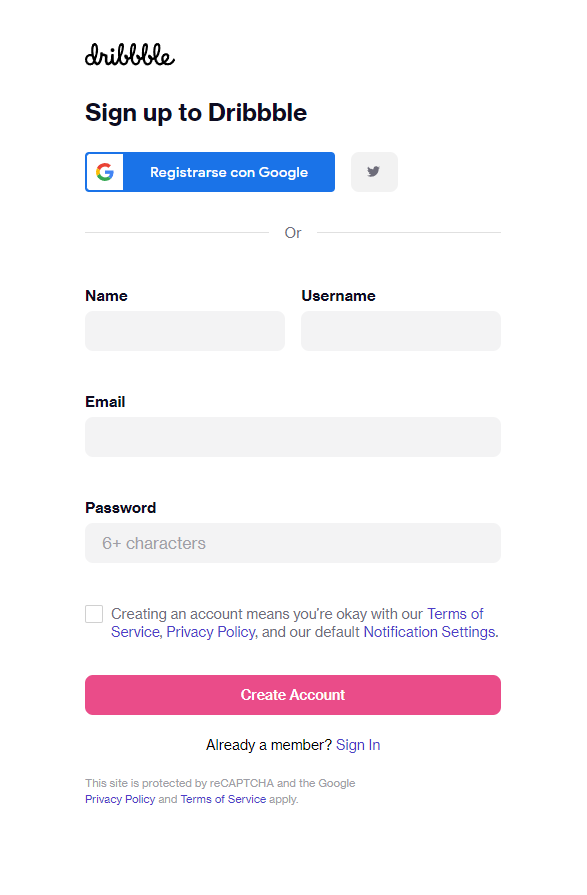 dribbble
Sign up to Dribbble
Registrarse con Google
Or
Name Username
Email
Password
6+ characters
Creating an account means you're okay with our Terms of
Service, Privacy Policy, and our default Notification Settings.
Create Account
Already a member? Sign In
This site is protected by reCAPTCHA and the Google
Privacy Policy and Terms of Service apply.